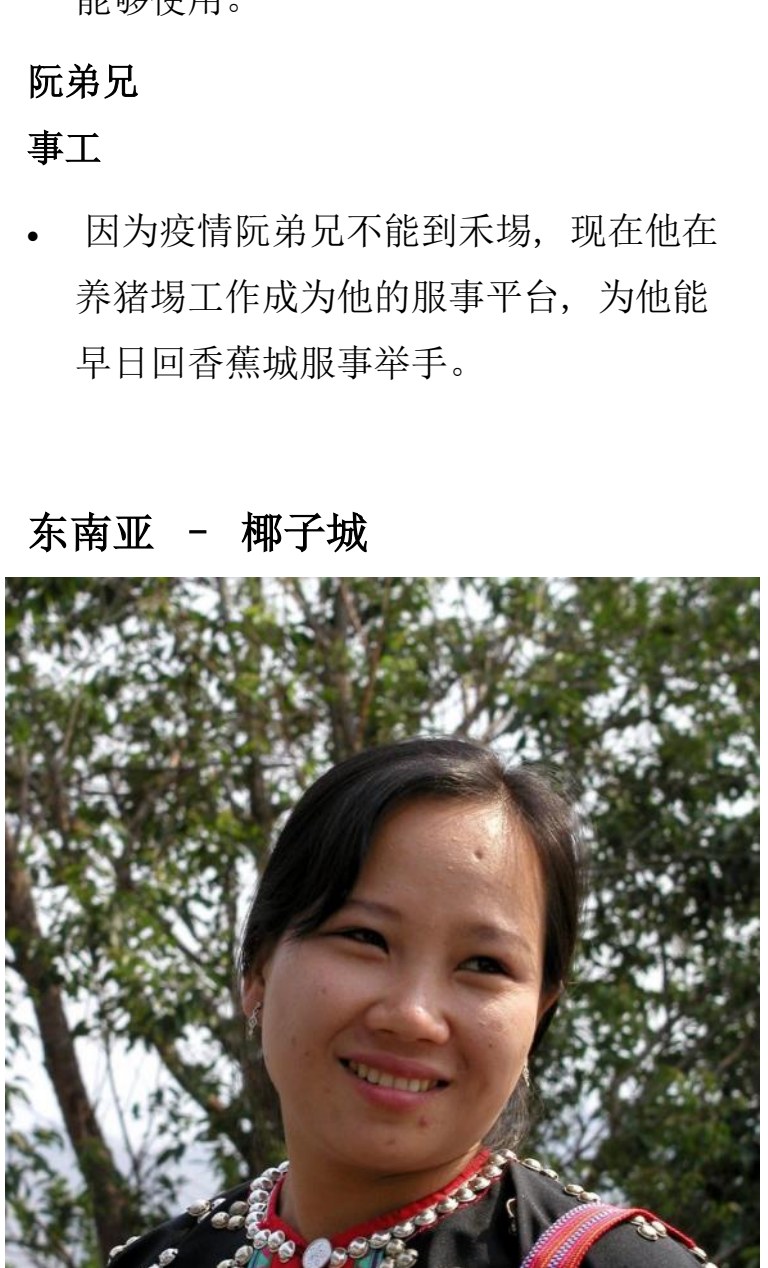 能够使用。
阮弟兄
事工
• 因为疫情阮弟兄不能到禾場, 现在他在
养猪場工作成为他的服事平台, 为他能
早日回香蕉城服事举手。
东南亚 - 椰子城